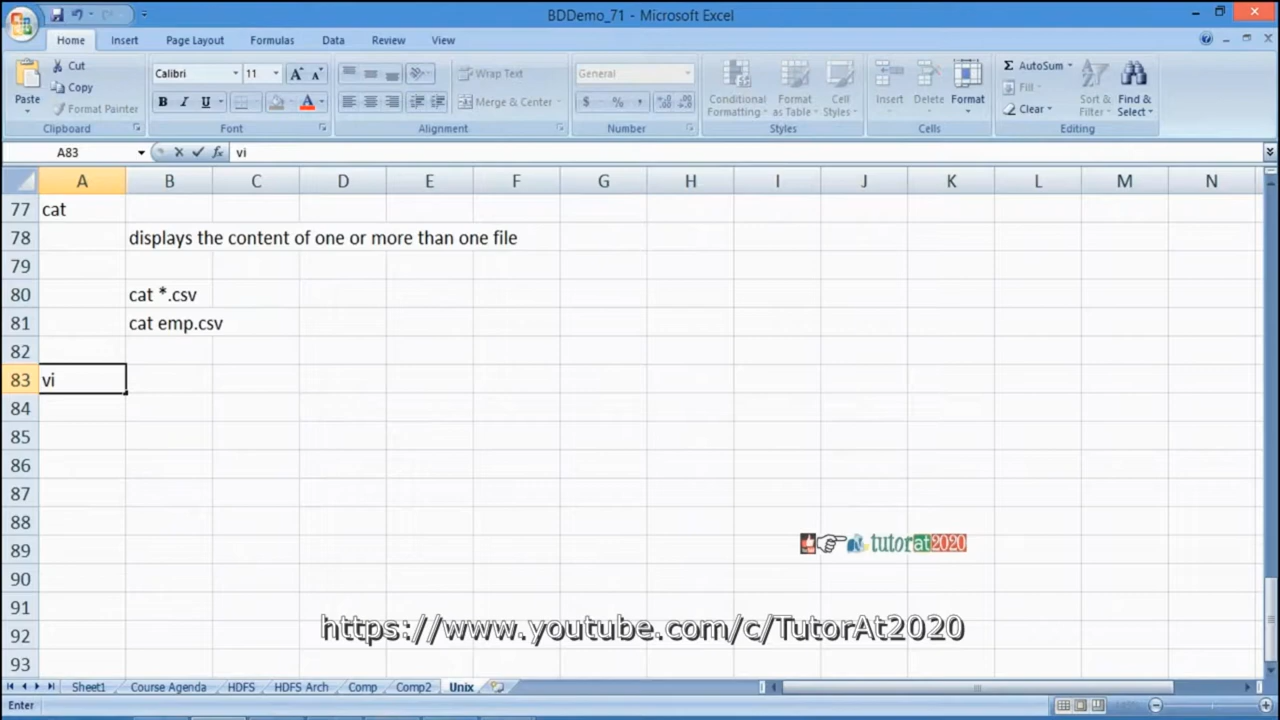 BDDemo_71 - Microsoft Excel
Home Insert Page Layout Formulas Data Review View
Cut
Copy
Format Painter
Paste
Clipboard
Calibri 11
B I U
Font
Wrap Text
Merge & Center
Alignment
General
$ % ,
Number
Conditional Formatting
Format as Table
Cell Styles
Styles
Insert Delete Format
Cells
Σ AutoSum
Fill
Clear
Sort & Filter
Find & Select
Editing
A83 fx vi
A B C D E F G H I J K L M N
77 cat
78 displays the content of one or more than one file
79
80 cat *.csv
81 cat emp.csv
82
83 vi
84
85
86
87
88
89
tutorat2020
90
91
92
https://www.youtube.com/c/TutorAt2020
93
Sheet1 Course Agenda HDFS HDFS Arch Comp Comp2 Unix
Enter